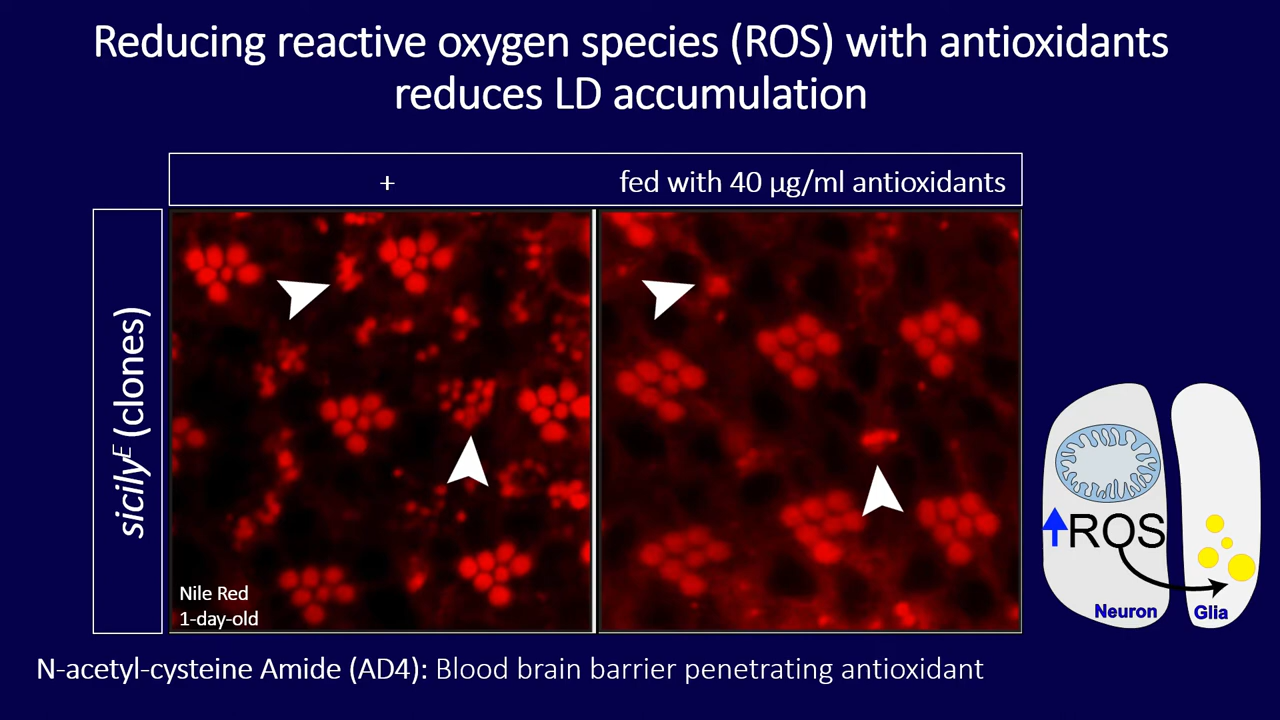 Reducing reactive oxygen species (ROS) with antioxidants
reduces LD accumulation
+
fed with 40 µg/ml antioxidants
sicilyᴱ (clones)
Nile Red
1-day-old
ROS
Neuron
Glia
N-acetyl-cysteine Amide (AD4): Blood brain barrier penetrating antioxidant